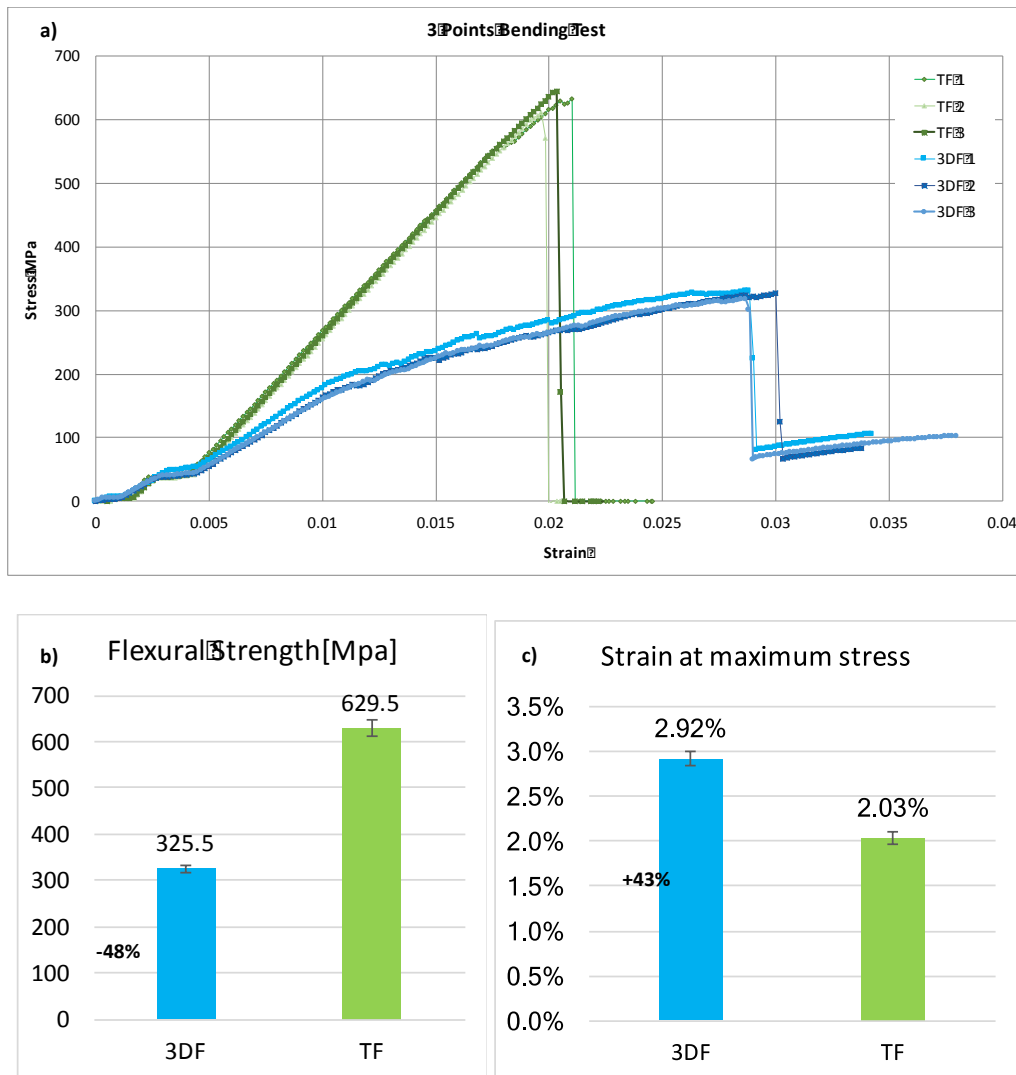 a)
3 Points Bending Test
700
600
500
400
300
200
100
0
Stress MPa
TF 1
TF 2
TF 3
3DF 1
3DF 2
3DF 3
0 0.005 0.01 0.015 0.02 0.025 0.03 0.035 0.04
Strain
b) Flexural Strength[Mpa]
700
600
500
400
300
200
100
0
629.5
325.5
-48%
3DF TF
c) Strain at maximum stress
3.5%
3.0%
2.5%
2.0%
1.5%
1.0%
0.5%
0.0%
2.92%
2.03%
+43%
3DF TF